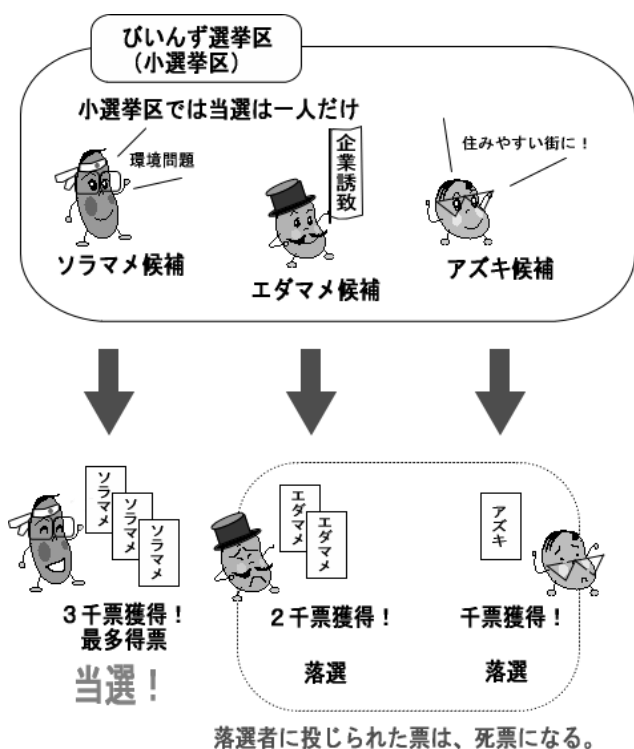 びいんず選挙区
（小選挙区）
小選挙区では当選は一人だけ
環境問題
企業誘致
住みやすい街に！
ソラマメ候補
エダマメ候補
アズキ候補
ソラマメ
ソラマメ
ソラマメ
エダマメ
エダマメ
アズキ
３千票獲得！
最多得票
当選！
２千票獲得！
落選
千票獲得！
落選
落選者に投じられた票は、死票になる。